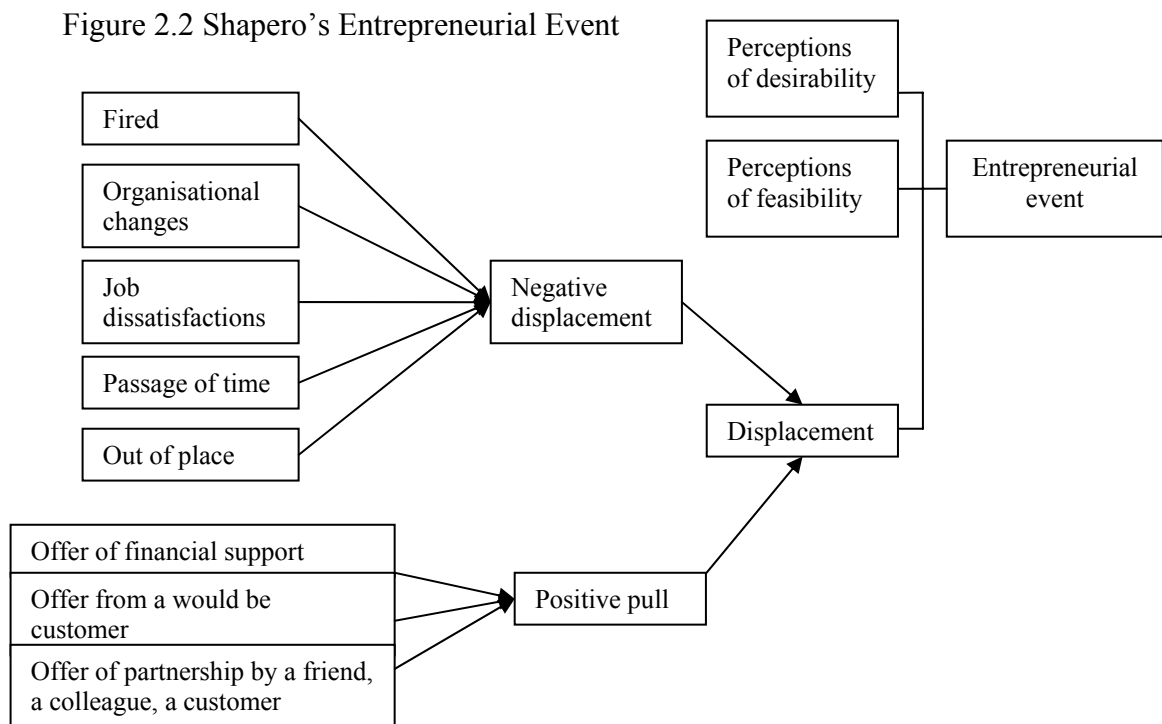 Figure 2.2 Shapero’s Entrepreneurial Event
Perceptions
of desirability
Fired
Perceptions
of feasibility
Entrepreneurial
event
Organisational
changes
Job
dissatisfactions
Negative
displacement
Passage of time
Out of place
Displacement
Offer of financial support
Offer from a would be
customer
Positive pull
Offer of partnership by a friend,
a colleague, a customer